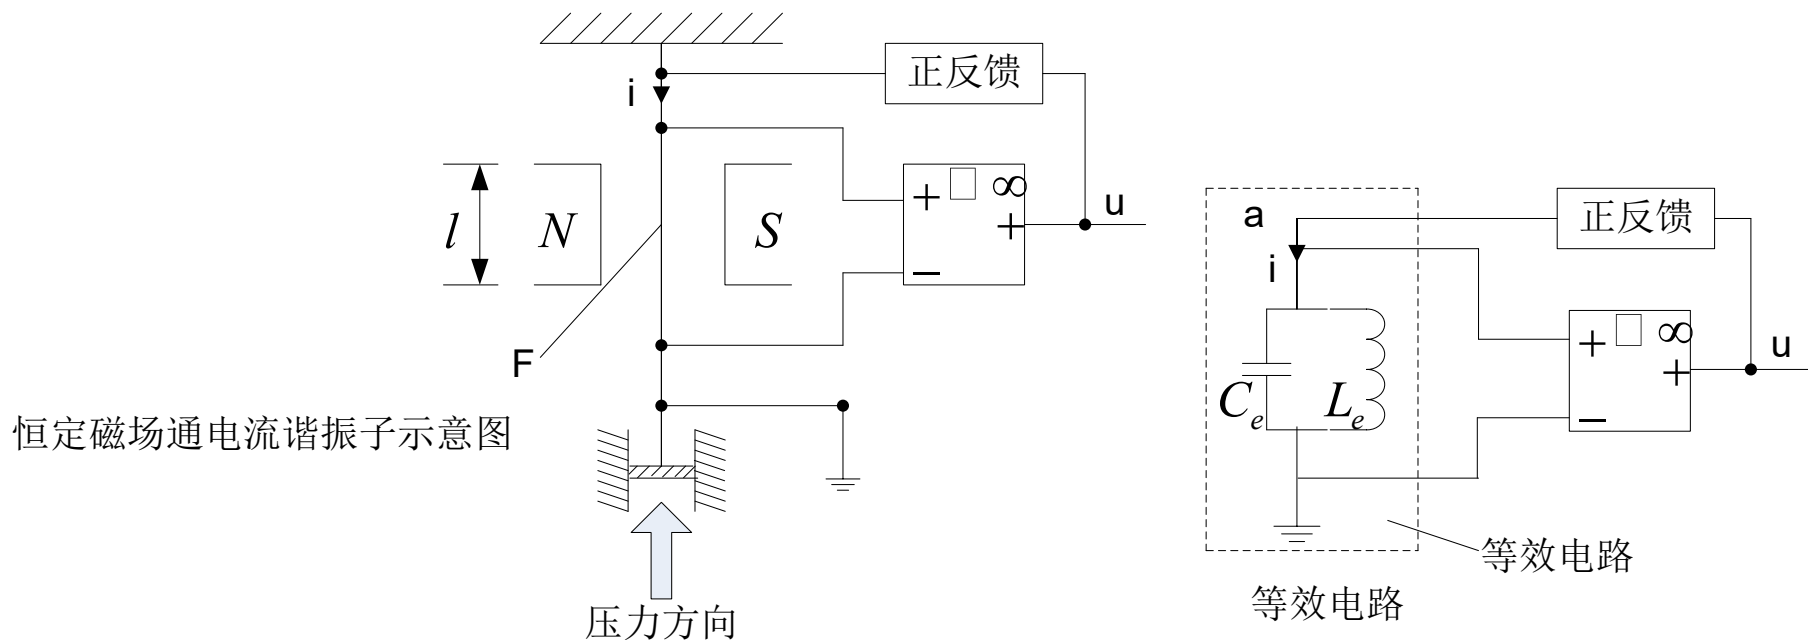 正反馈
i
l
N
S
+
∞
+
−
u
F
恒定磁场通电流谐振子示意图
压力方向
a
正反馈
i
+
∞
+
−
u
C_e
L_e
等效电路
等效电路